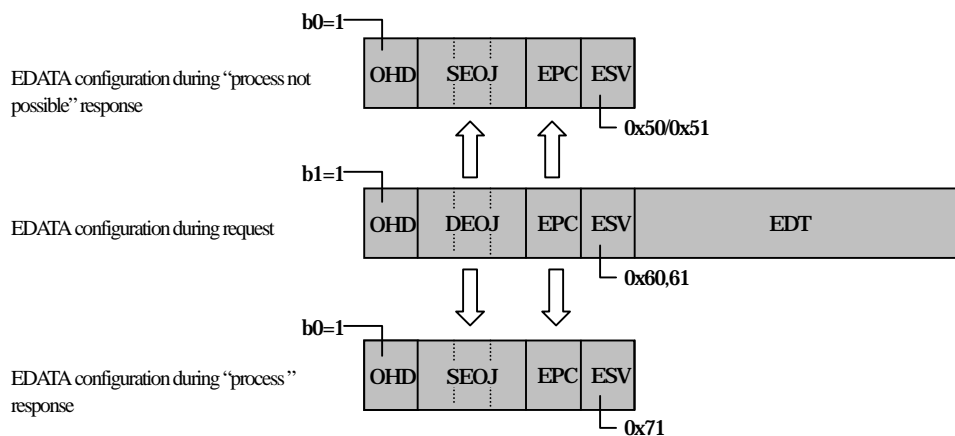 b0=1
OHD SEOJ EPC ESV
EDATA configuration during “process not
possible” response
0x50/0x51
b1=1
OHD DEOJ EPC ESV EDT
EDATA configuration during request
0x60,61
b0=1
OHD SEOJ EPC ESV
EDATA configuration during “process ”
response
0x71